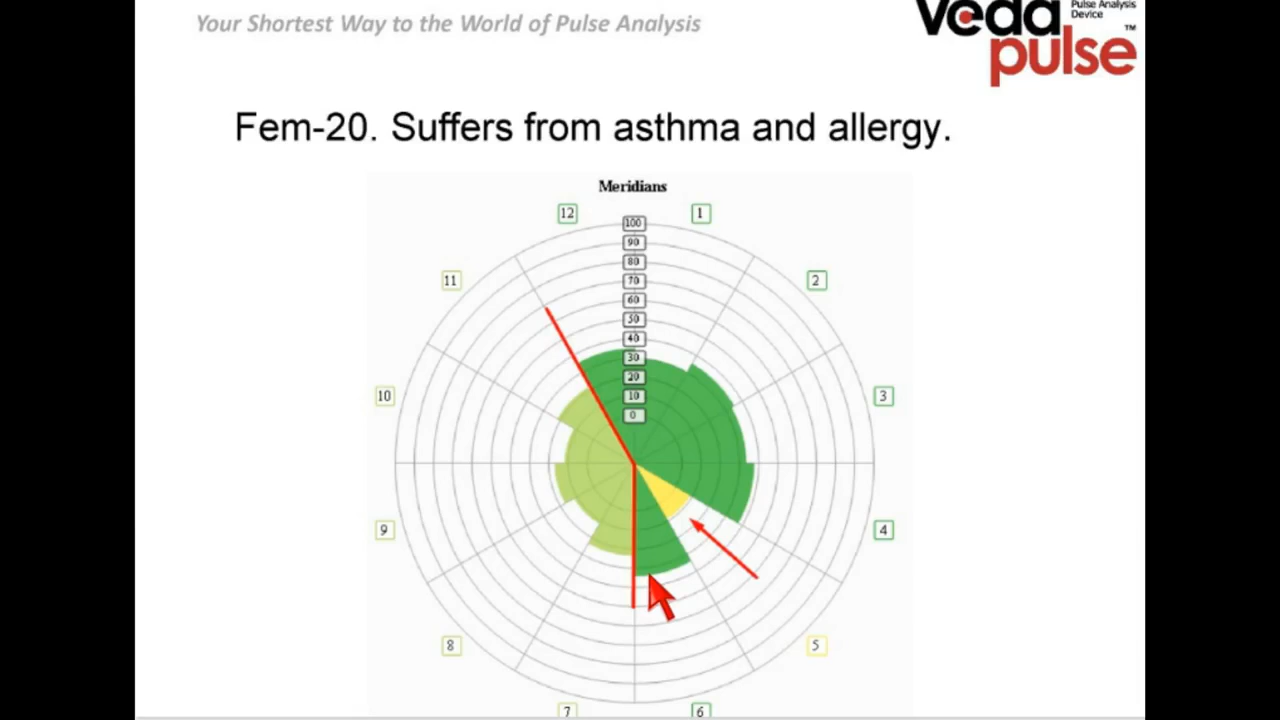 Your Shortest Way to the World of Pulse Analysis
Veda
Pulse Analysis
Device
TM
pulse
Fem-20. Suffers from asthma and allergy.
Meridians
12
1
100
90
80
70
60
50
40
30
20
10
0
11
2
10
3
9
4
8
5
7
6